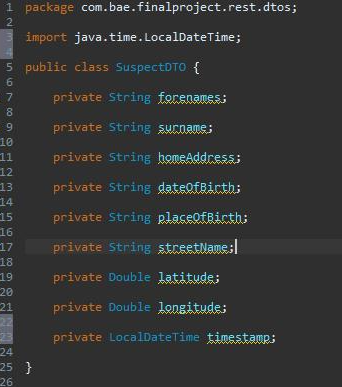 1 package com.bae.finalproject.rest.dtos;
2
3 import java.time.LocalDateTime;
4
5 public class SuspectDTO {
6
7 private String forenames;
8
9 private String surname;
10
11 private String homeAddress;
12
13 private String dateOfBirth;
14
15 private String placeOfBirth;
16
17 private String streetName;
18
19 private Double latitude;
20
21 private Double longitude;
22
23 private LocalDateTime timestamp;
24
25 }
26